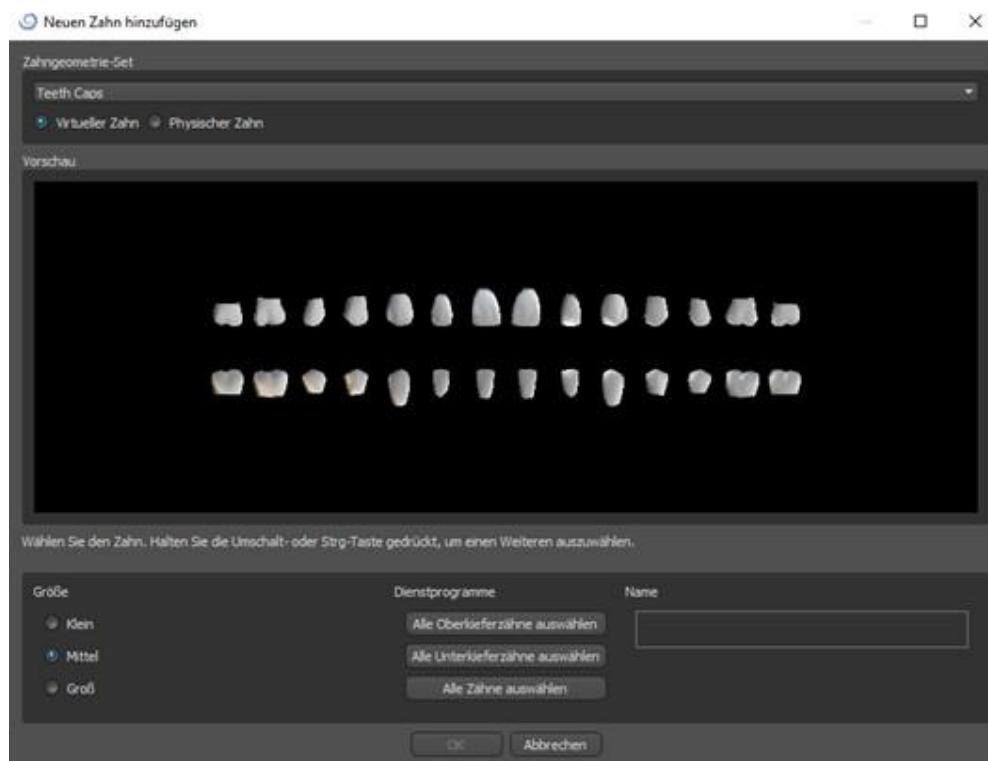 Neuen Zahn hinzufügen
Zahngeometrie-Set
Teeth Caps
Virtueller Zahn Physischer Zahn
Vorschau
Wählen Sie den Zahn. Halten Sie die Umschalt- oder Strg-Taste gedrückt, um einen Weiteren auszuwählen.
Größe Dienstprogramme Name
Klein Alle Oberkieferzähne auswählen
Mittel Alle Unterkieferzähne auswählen
Groß Alle Zähne auswählen
OK Abbrechen